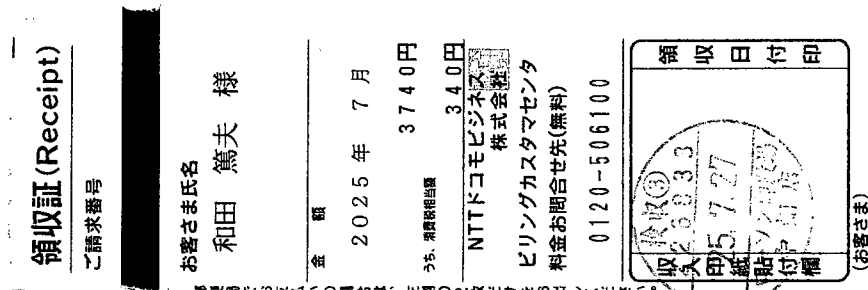 領収証(Receipt)
ご請求番号
お客さま氏名
和田 篤夫 様
金 額
2025 年 7 月
3740円
うち、消費税相当額
340円
NTTドコモビジネス
株式会社
ビリングカスタマセンタ
料金お問合せ先(無料)
0120-506100
領収日付印
25.7.27
収入印紙貼付欄
(お客さま)